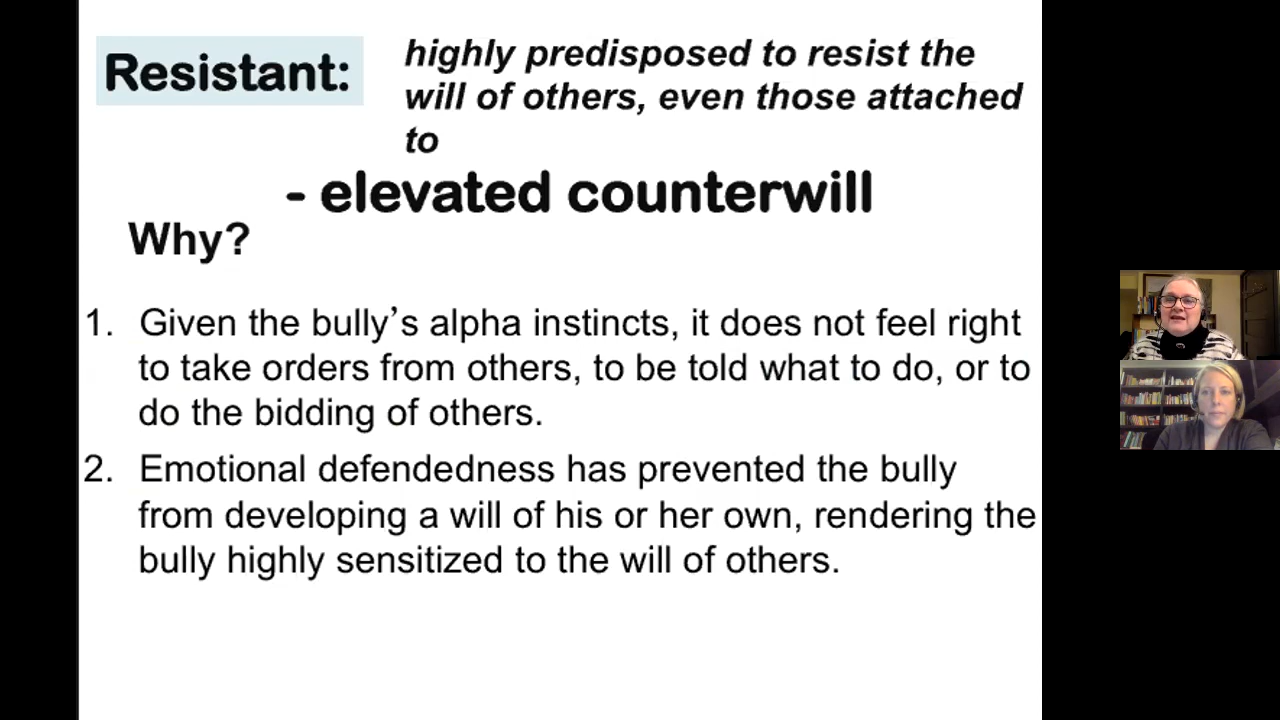 Resistant:
highly predisposed to resist the
will of others, even those attached
to
- elevated counterwill
Why?
1. Given the bully’s alpha instincts, it does not feel right
to take orders from others, to be told what to do, or to
do the bidding of others.
2. Emotional defendedness has prevented the bully
from developing a will of his or her own, rendering the
bully highly sensitized to the will of others.